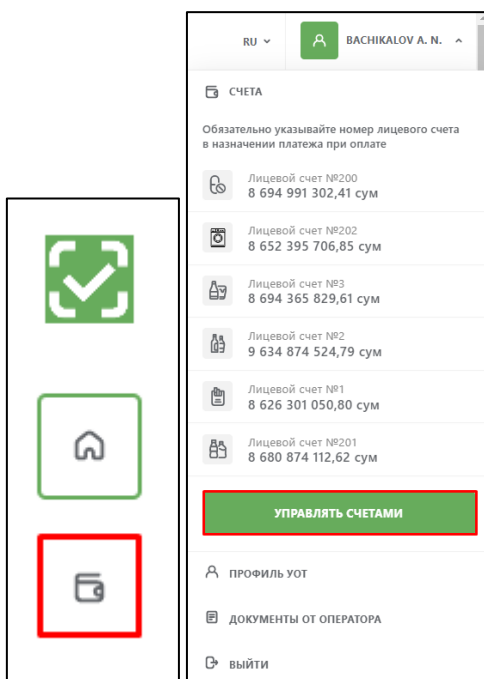 RU
BACHIKALOV A. N.
СЧЕТА
Обязательно указывайте номер лицевого счета
в назначении платежа при оплате
Лицевой счет №200
8 694 991 302,41 сум
Лицевой счет №202
8 652 395 706,85 сум
Лицевой счет №3
8 694 365 829,61 сум
Лицевой счет №2
9 634 874 524,79 сум
Лицевой счет №1
8 626 301 050,80 сум
Лицевой счет №201
8 680 874 112,62 сум
УПРАВЛЯТЬ СЧЕТАМИ
ПРОФИЛЬ УОТ
ДОКУМЕНТЫ ОТ ОПЕРАТОРА
ВЫЙТИ